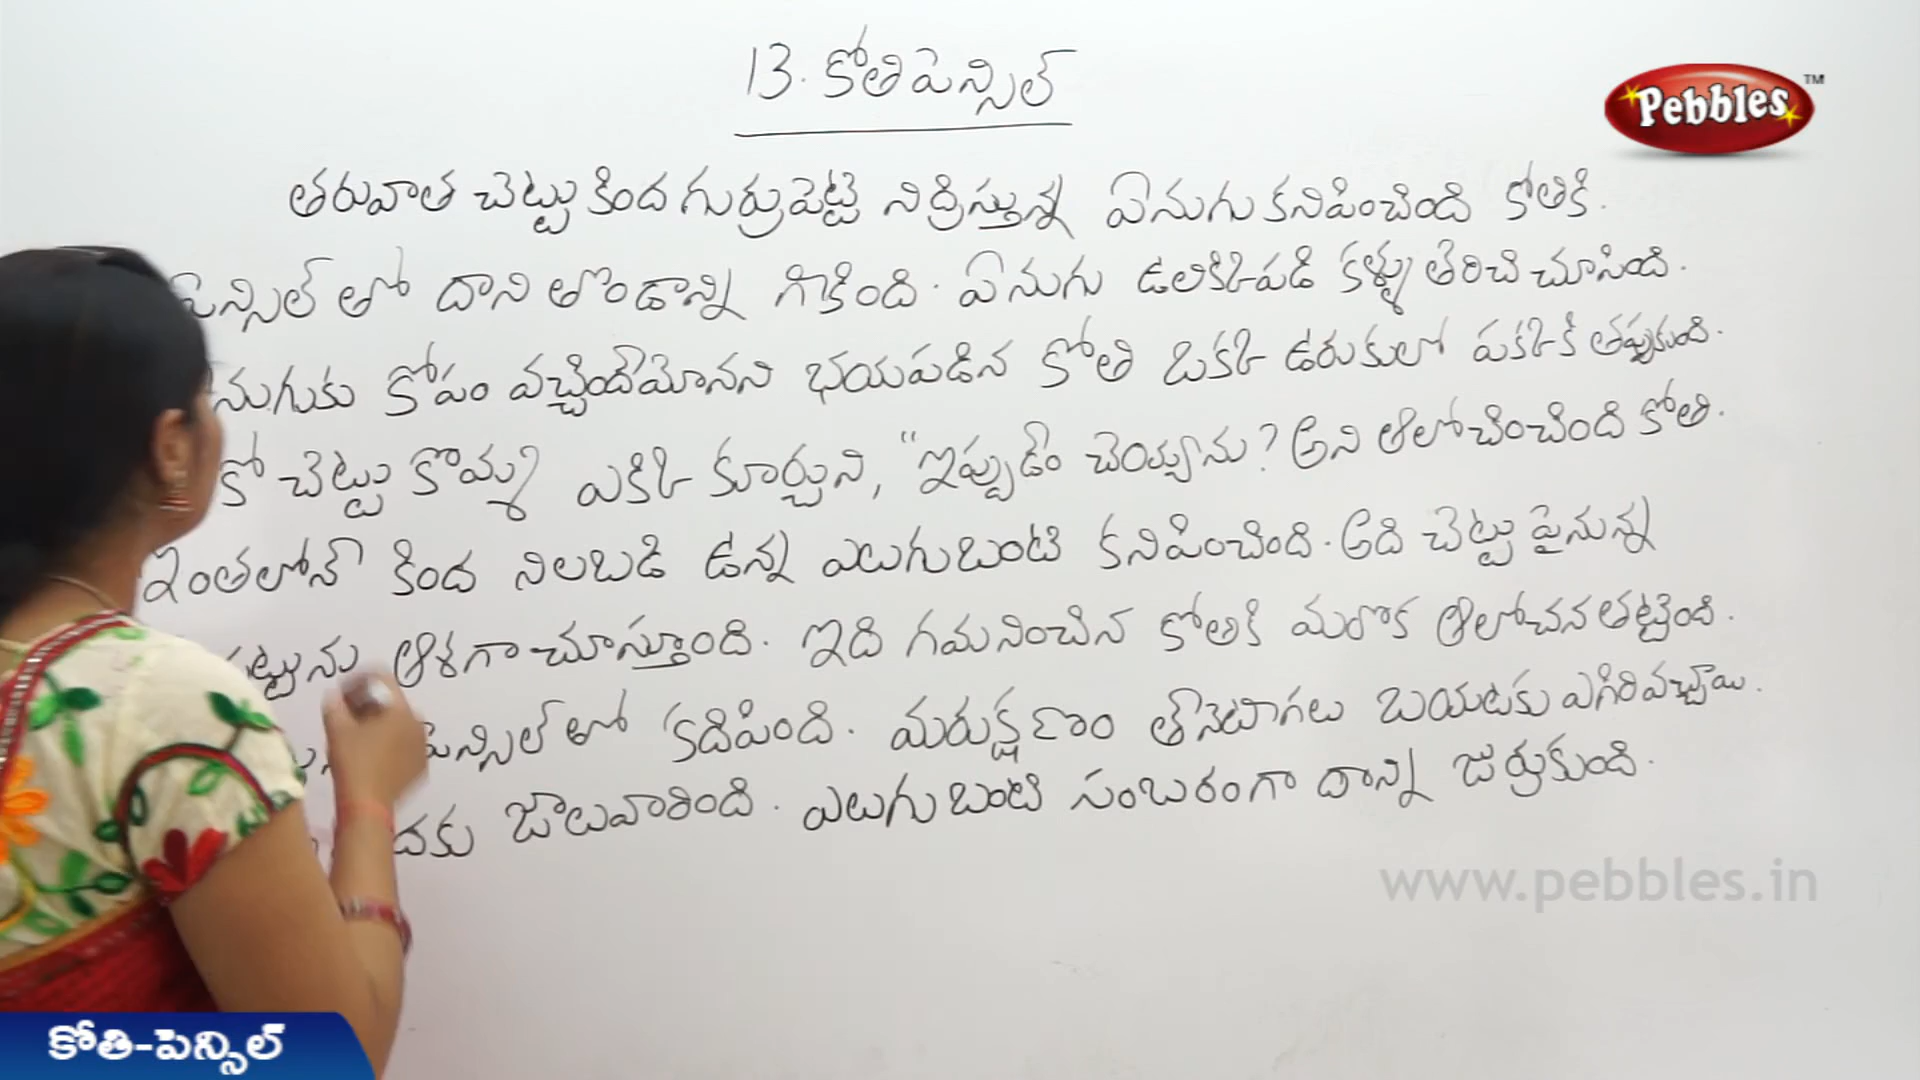 13. కోతి పెన్సిల్
Pebbles TM
తరువాత చెట్టు కింద గుర్రుపెట్టి నిద్రిస్తున్న ఏనుగు కనిపించింది కోతికి.
పెన్సిల్ తో దాని తొండాన్ని గీకింది. ఏనుగు ఉలిక్కిపడి కళ్ళు తెరిచి చూసింది.
నుగుకు కోపం వచ్చిందేమోనని భయపడిన కోతి ఒక్క ఉరుకులో పక్కకి తప్పుకుంది.
కో చెట్టు కొమ్మ ఎక్కి కూర్చుని, "ఇప్పుడేం చెయ్యాను? అని ఆలోచించింది కోతి.
ఇంతలోనే కింద నిలబడి ఉన్న ఎలుగుబంటి కనిపించింది. అది చెట్టు పైనున్న
ట్టును ఆశగా చూస్తూంది. ఇది గమనించిన కోతికి మరొక ఆలోచన తట్టింది.
పెన్సిల్ తో కదిపింది. మరుక్షణం తేనెటీగలు బయటకు ఎగిరివచ్చాయి.
దకు జాలువారింది. ఎలుగుబంటి సంబరంగా దాన్ని జుర్రుకుంది.
www.pebbles.in
కోతి-పెన్సిల్